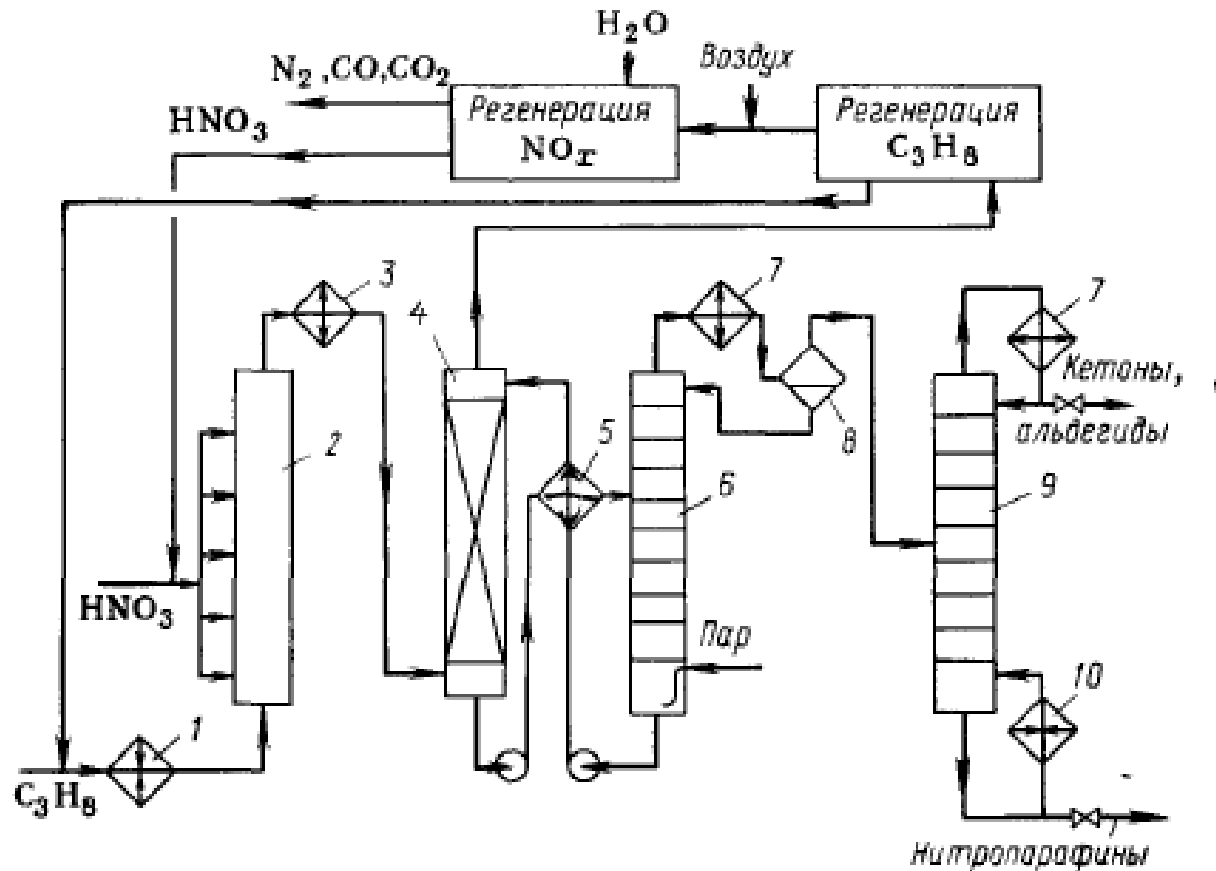 H₂O
N₂,CO,CO₂
Воздух
HNO₃
Регенерация
NOx
Регенерация
C₃H₈
3
4
7
7
Кетоны,
альдегиды
2
5
8
6
9
HNO₃
Пар
10
1
C₃H₈
Нитропарафины